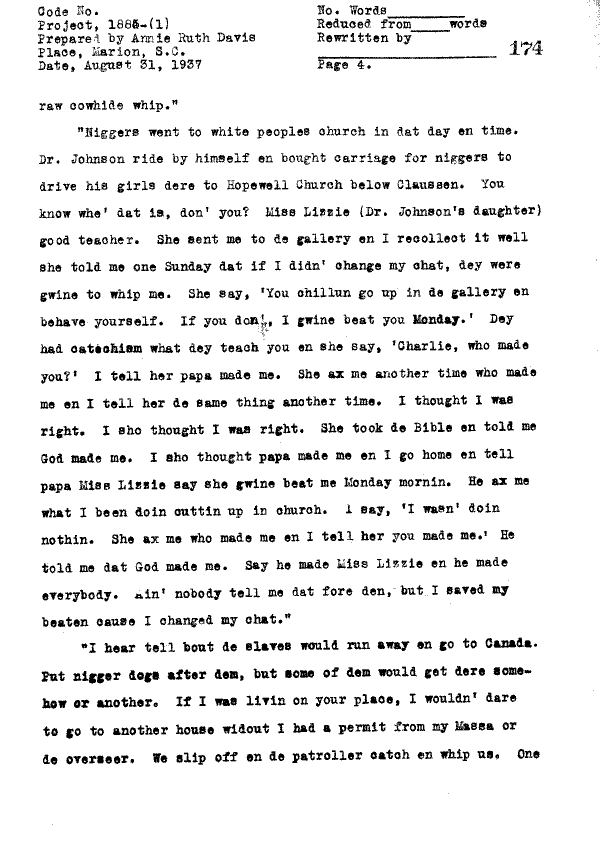 Code No.
Project, 1885-(1)
Prepared by Annie Ruth Davis
Place, Marion, S.C.
Date, August 31, 1937
No. Words
Reduced from words
Rewritten by
174
Page 4.
raw cowhide whip."
"Niggers went to white peoples church in dat day en time.
Dr. Johnson ride by himself en bought carriage for niggers to
drive his girls dere to Hopewell Church below Claussen. You
know whe' dat is, don' you? Miss Lizzie (Dr. Johnson's daughter)
good teacher. She sent me to de gallery en I recollect it well
she told me one Sunday dat if I didn' change my chat, dey were
gwine to whip me. She say, 'You chillun go up in de gallery en
behave yourself. If you don', I gwine beat you Monday.' Dey
had catechism what dey teach you en she say, 'Charlie, who made
you?' I tell her papa made me. She ax me another time who made
me en I tell her de same thing another time. I thought I was
right. I sho thought I was right. She took de Bible en told me
God made me. I sho thought papa made me en I go home en tell
papa Miss Lizzie say she gwine beat me Monday mornin. He ax me
what I been doin cuttin up in church. I say, 'I wasn' doin
nothin. She ax me who made me en I tell her you made me.' He
told me dat God made me. Say he made Miss Lizzie en he made
everybody. Ain' nobody tell me dat fore den, but I saved my
beaten cause I changed my chat."
"I hear tell bout de slaves would run away en go to Canada.
Put nigger dogs after dem, but some of dem would get dere some-
how or another. If I was livin on your place, I wouldn' dare
to go to another house widout I had a permit from my Massa or
de overseer. We slip off en de patroller catch en whip us. One